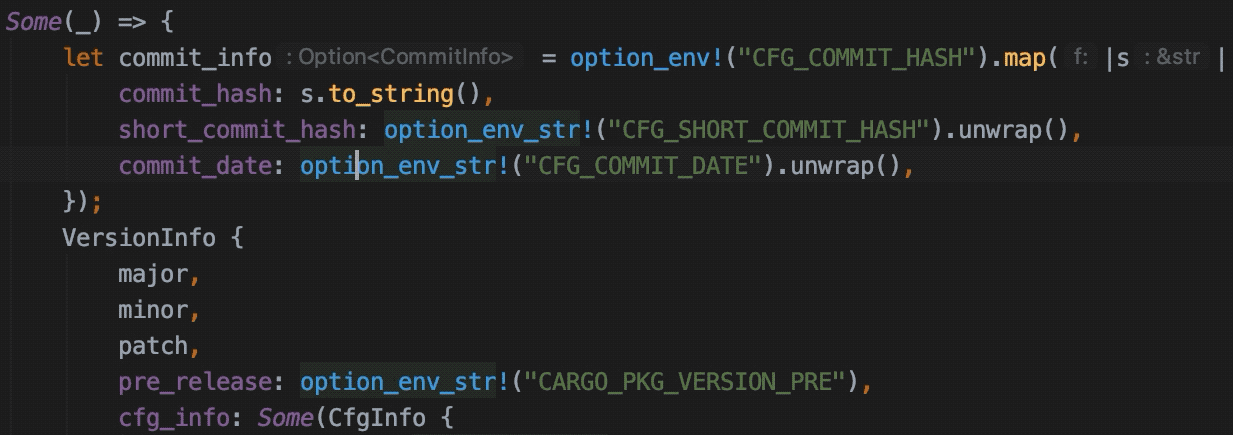 Some(_) => {
    let commit_info : Option<CommitInfo> = option_env!("CFG_COMMIT_HASH").map( f: |s : &str |
        commit_hash: s.to_string(),
        short_commit_hash: option_env_str!("CFG_SHORT_COMMIT_HASH").unwrap(),
        commit_date: option_env_str!("CFG_COMMIT_DATE").unwrap(),
    });
    VersionInfo {
        major,
        minor,
        patch,
        pre_release: option_env_str!("CARGO_PKG_VERSION_PRE"),
        cfg_info: Some(CfgInfo {